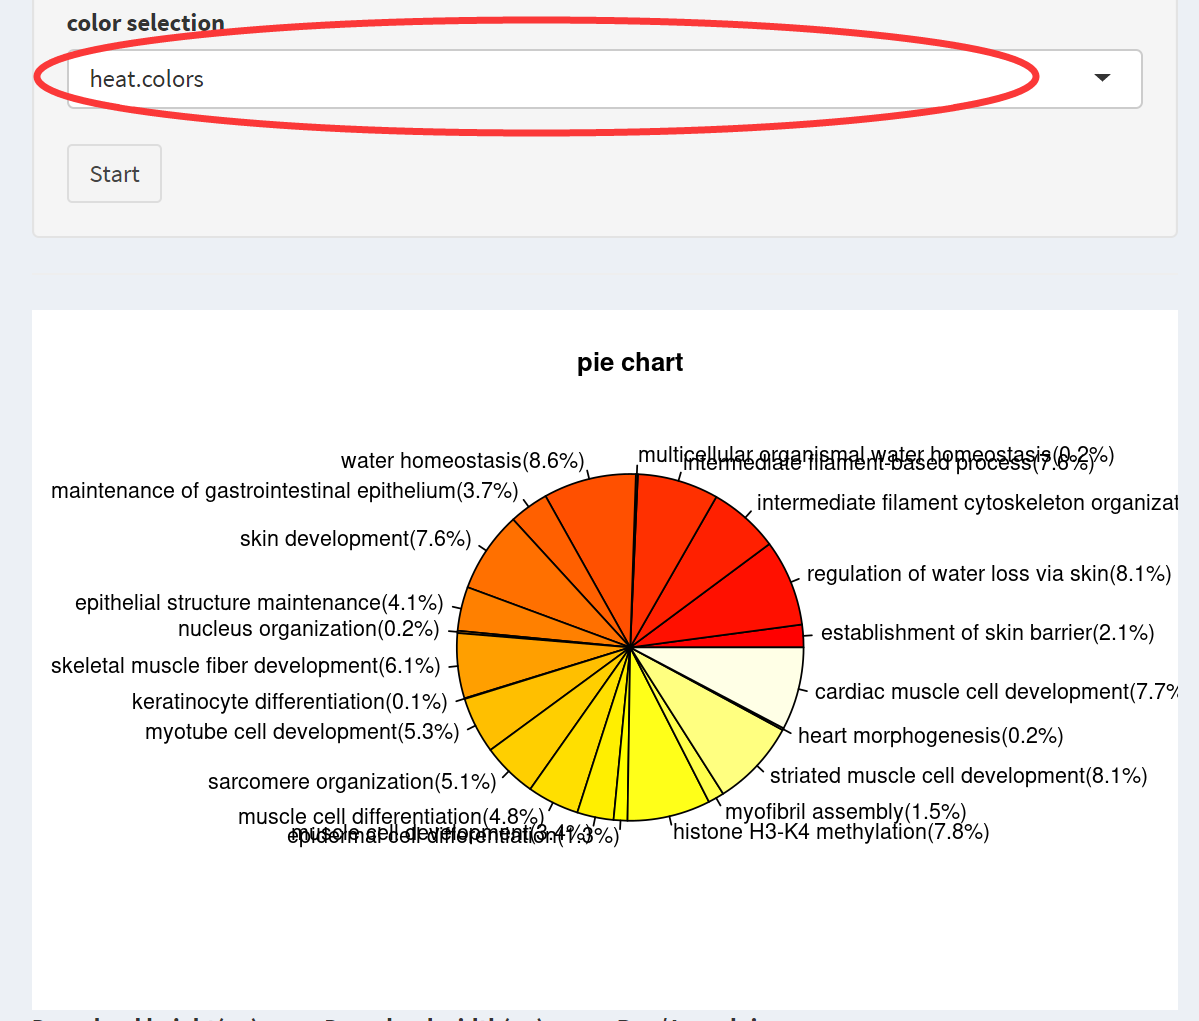 color selection
heat.colors
Start
pie chart
multicellular organismal water homeostasis(0.2%)
water homeostasis(8.6%)
intermediate filament-based process(7.6%)
maintenance of gastrointestinal epithelium(3.7%)
intermediate filament cytoskeleton organizat
skin development(7.6%)
regulation of water loss via skin(8.1%)
epithelial structure maintenance(4.1%)
nucleus organization(0.2%)
establishment of skin barrier(2.1%)
skeletal muscle fiber development(6.1%)
cardiac muscle cell development(7.7%
keratinocyte differentiation(0.1%)
myotube cell development(5.3%)
heart morphogenesis(0.2%)
striated muscle cell development(8.1%)
sarcomere organization(5.1%)
myofibril assembly(1.5%)
muscle cell differentiation(4.8%)
muscle cell development(3.4%)
histone H3-K4 methylation(7.8%)
epidermal cell differentiation(1.3%)